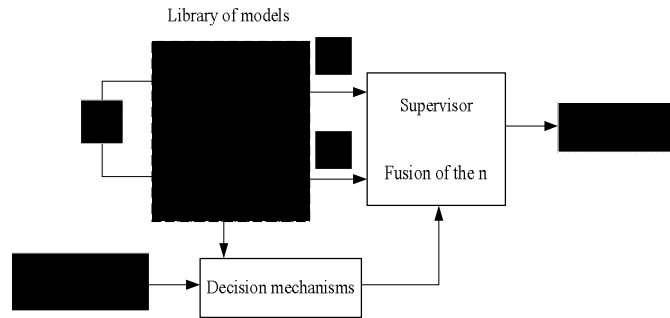 Library of models
Supervisor
Fusion of the n
Decision mechanisms